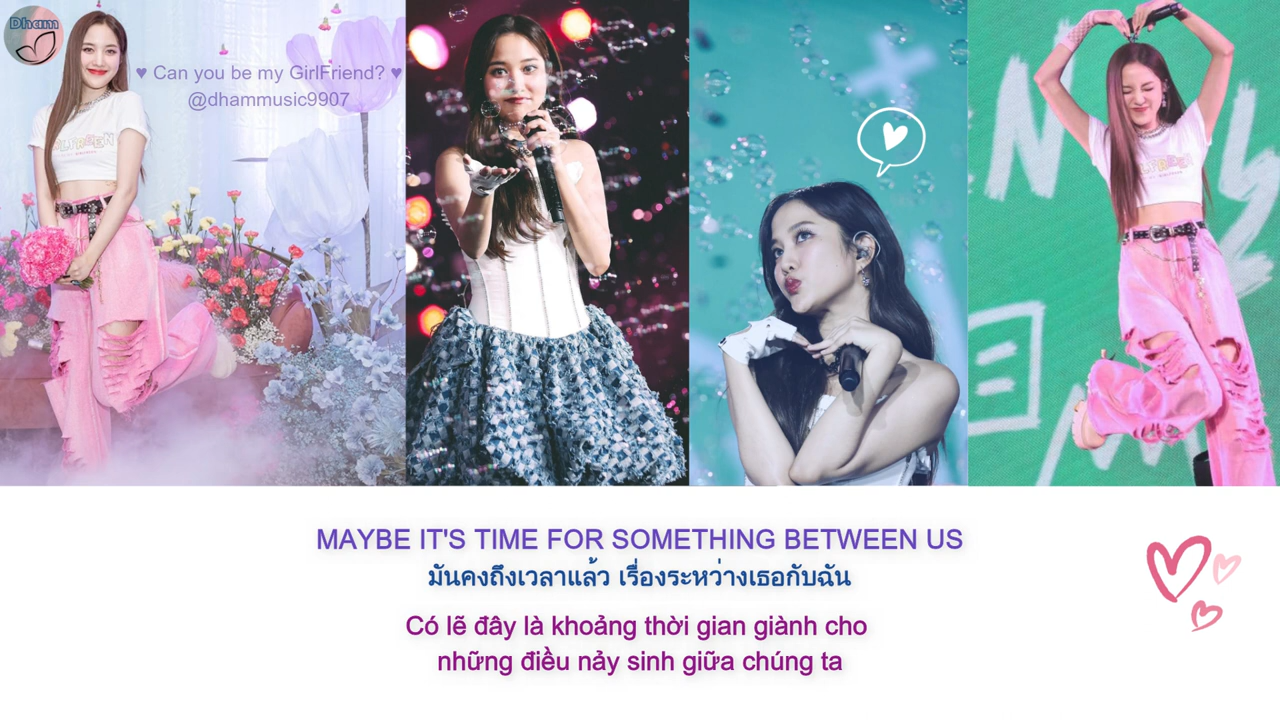 Dham
♥ Can you be my GirlFriend? ♥
@dhammusic9907
MAYBE IT'S TIME FOR SOMETHING BETWEEN US
มันคงถึงเวลาแล้ว เรื่องระหว่างเธอกับฉัน
Có lẽ đây là khoảng thời gian giành cho
những điều nảy sinh giữa chúng ta